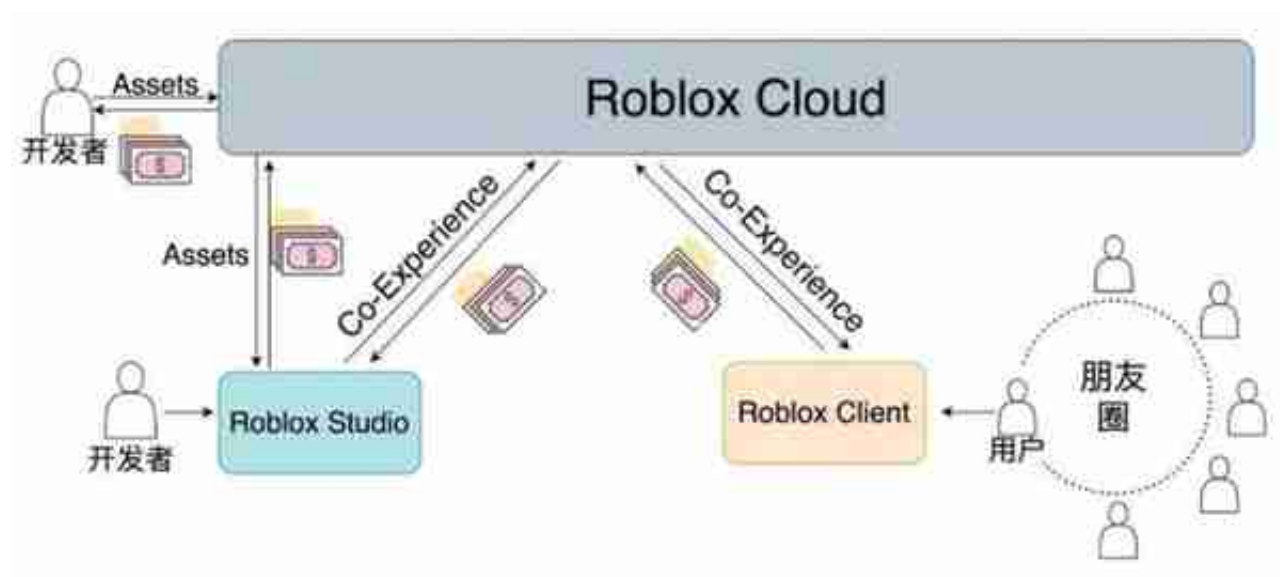 Assets
Roblox Cloud
开发者
Assets
Co-Experience
Co-Experience
朋友
圈
Roblox Studio
Roblox Client
用户
开发者